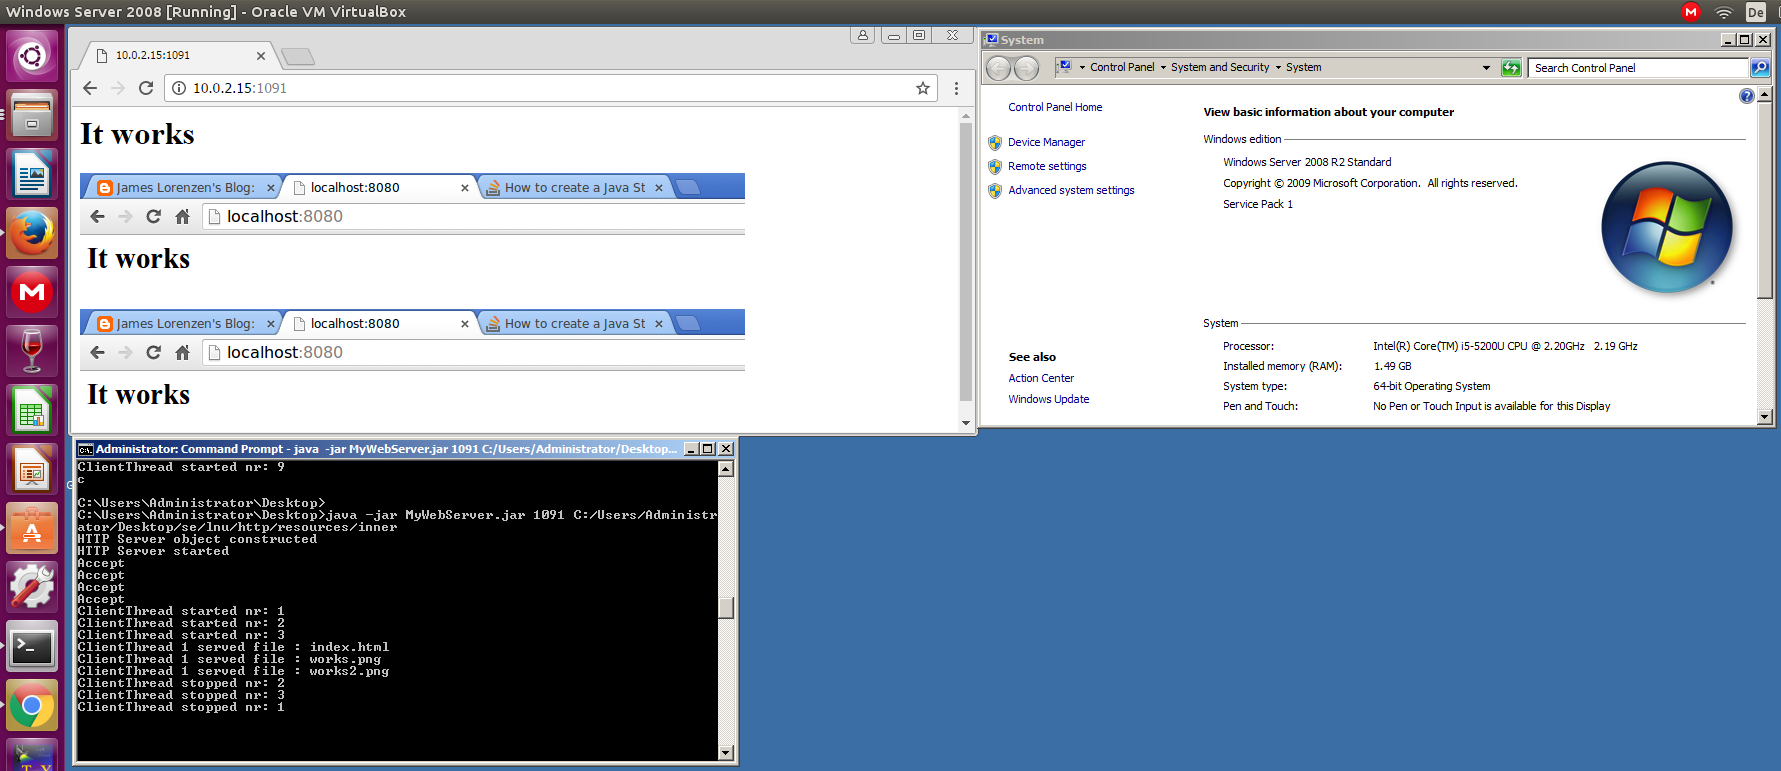 Windows Server 2008 [Running] - Oracle VM VirtualBox
De
10.0.2.15:1091
10.0.2.15:1091
It works
James Lorenzen's Blog:
localhost:8080
How to create a Java St
localhost:8080
It works
James Lorenzen's Blog:
localhost:8080
How to create a Java St
localhost:8080
It works
System
Control Panel
System and Security
System
Search Control Panel
Control Panel Home
Device Manager
Remote settings
Advanced system settings
See also
Action Center
Windows Update
View basic information about your computer
Windows edition
Windows Server 2008 R2 Standard
Copyright © 2009 Microsoft Corporation. All rights reserved.
Service Pack 1
System
Processor: Intel(R) Core(TM) i5-5200U CPU @ 2.20GHz 2.19 GHz
Installed memory (RAM): 1.49 GB
System type: 64-bit Operating System
Pen and Touch: No Pen or Touch Input is available for this Display
Administrator: Command Prompt - java -jar MyWebServer.jar 1091 C:/Users/Administrator/Desktop...
ClientThread started nr: 9
c
C:\Users\Administrator\Desktop>
C:\Users\Administrator\Desktop>java -jar MyWebServer.jar 1091 C:/Users/Administr
ator/Desktop/se/lnu/http/resources/inner
HTTP Server object constructed
HTTP Server started
Accept
Accept
Accept
Accept
ClientThread started nr: 1
ClientThread started nr: 2
ClientThread started nr: 3
ClientThread 1 served file : index.html
ClientThread 1 served file : works.png
ClientThread 1 served file : works2.png
ClientThread stopped nr: 2
ClientThread stopped nr: 3
ClientThread stopped nr: 1